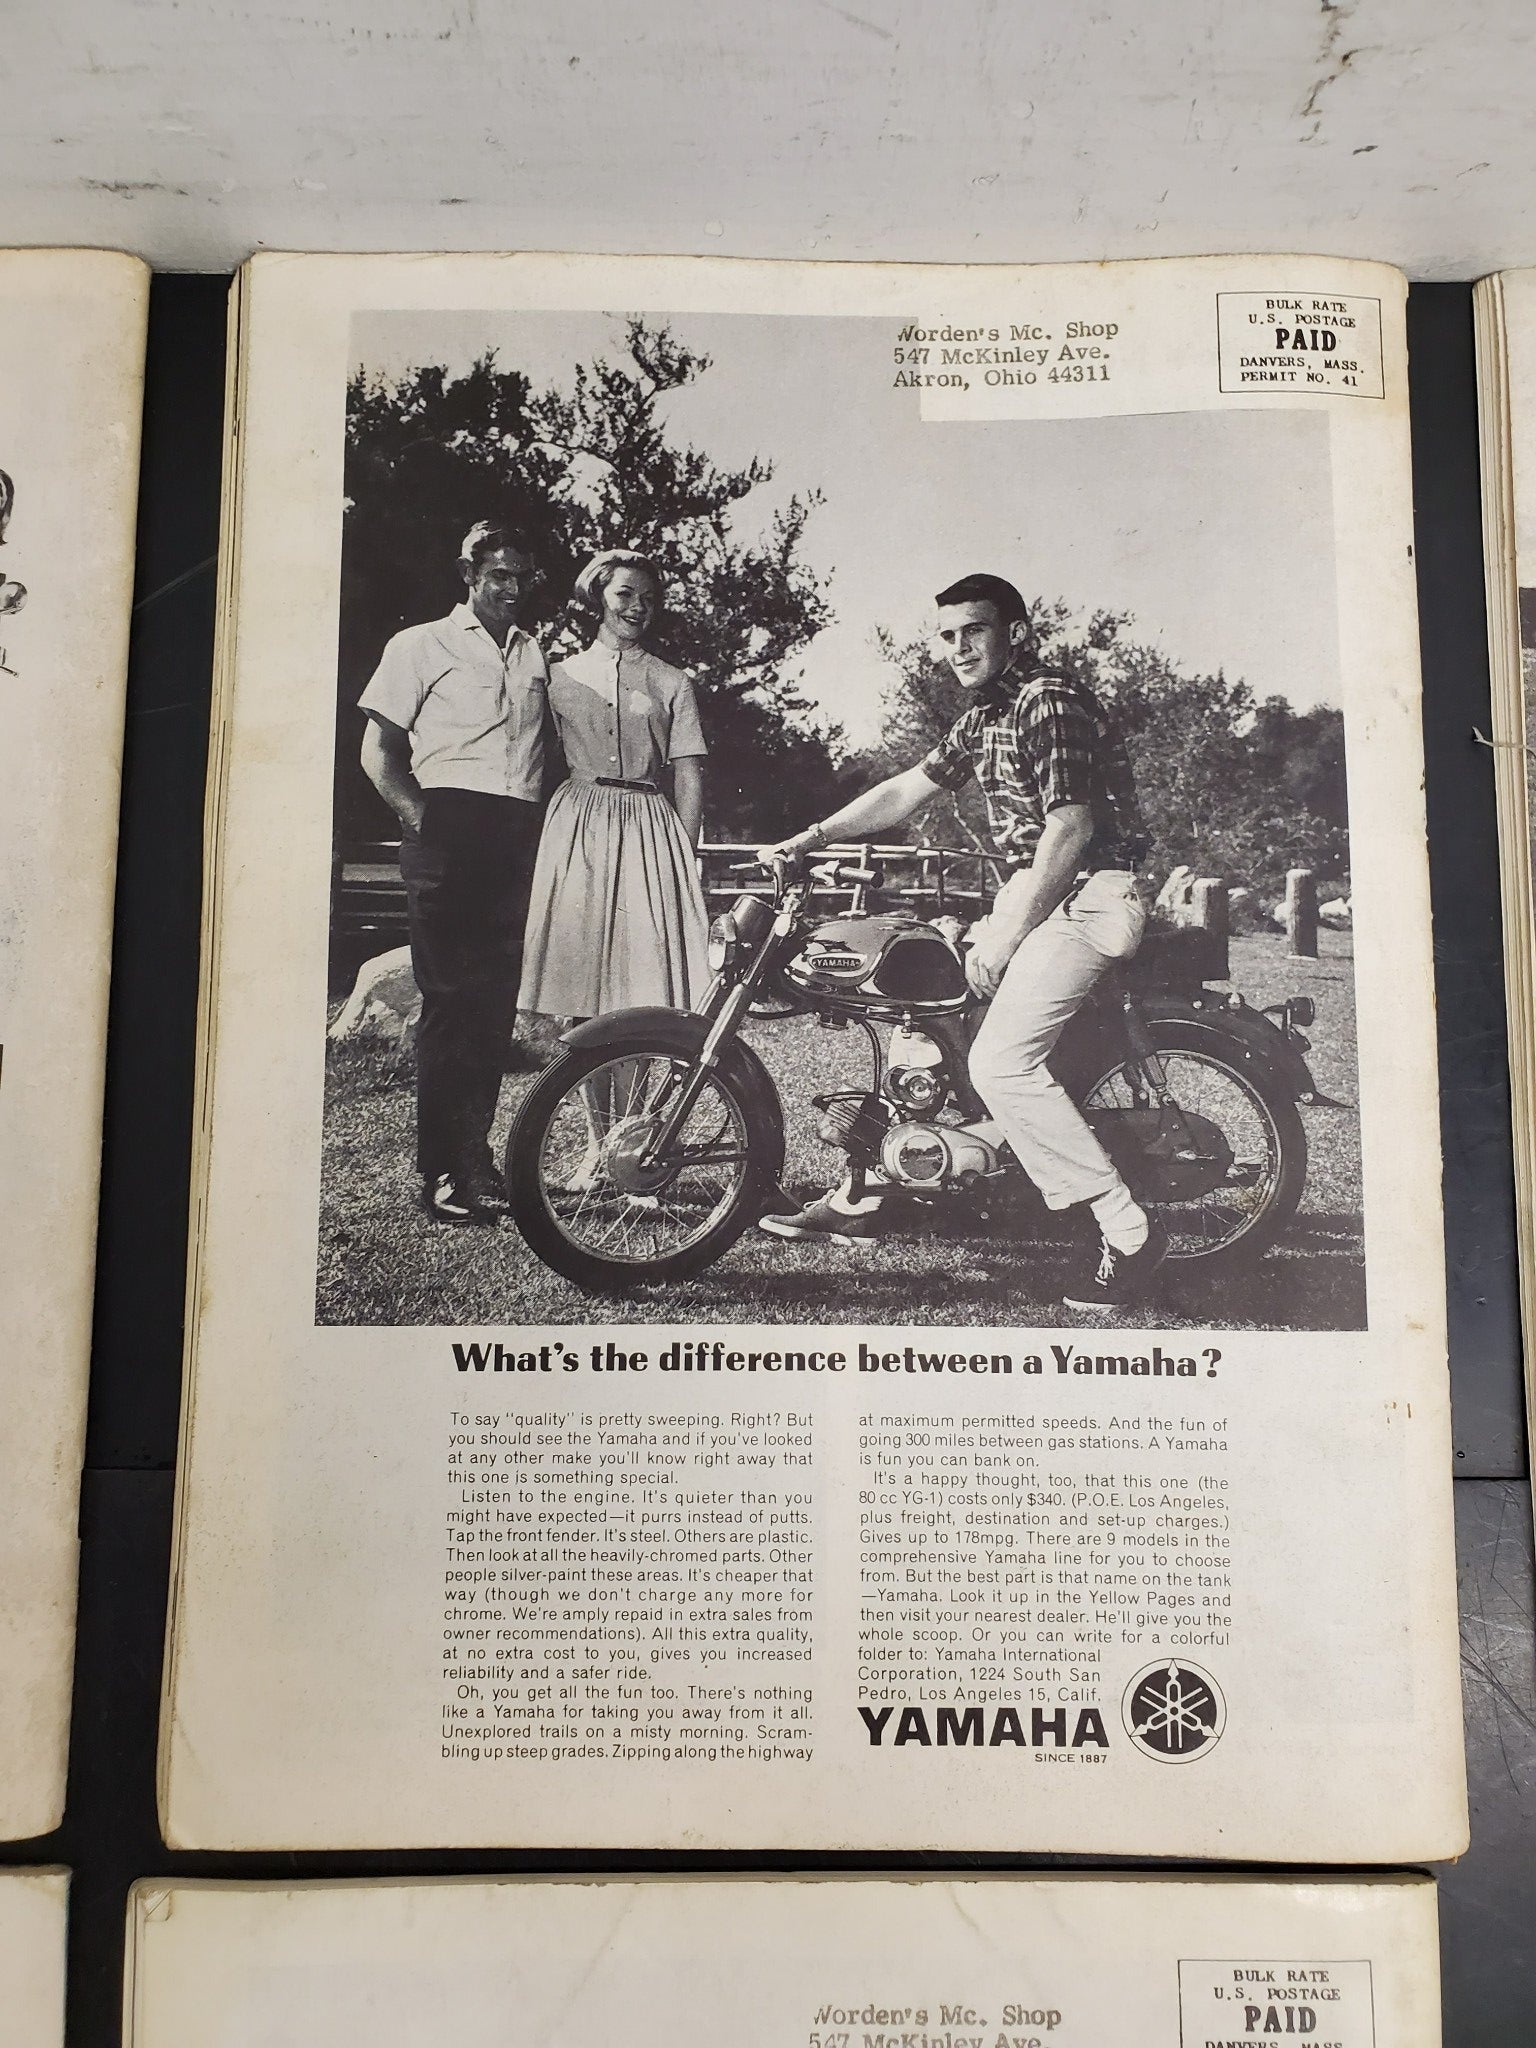 Worden's Mc. Shop
547 McKinley Ave.
Akron, Ohio 44311
BULK RATE
U.S. POSTAGE
PAID
DANVERS, MASS.
PERMIT NO. 41
YAMAHA
What's the difference between a Yamaha?
To say "quality" is pretty sweeping. Right? But
you should see the Yamaha and if you've looked
at any other make you'll know right away that
this one is something special.
Listen to the engine. It's quieter than you
might have expected—it purrs instead of putts.
Tap the front fender. It's steel. Others are plastic.
Then look at all the heavily-chromed parts. Other
people silver-paint these areas. It's cheaper that
way (though we don't charge any more for
chrome. We're amply repaid in extra sales from
owner recommendations). All this extra quality,
at no extra cost to you, gives you increased
reliability and a safer ride.
Oh, you get all the fun too. There's nothing
like a Yamaha for taking you away from it all.
Unexplored trails on a misty morning. Scram-
bling up steep grades. Zipping along the highway
at maximum permitted speeds. And the fun of
going 300 miles between gas stations. A Yamaha
is fun you can bank on.
It's a happy thought, too, that this one (the
80 cc YG-1) costs only $340. (P.O.E. Los Angeles,
plus freight, destination and set-up charges.)
Gives up to 178mpg. There are 9 models in the
comprehensive Yamaha line for you to choose
from. But the best part is that name on the tank
—Yamaha. Look it up in the Yellow Pages and
then visit your nearest dealer. He'll give you the
whole scoop. Or you can write for a colorful
folder to: Yamaha International
Corporation, 1224 South San
Pedro, Los Angeles 15, Calif.
YAMAHA
SINCE 1887
Worden's Mc. Shop
547 McKinley Ave.
BULK RATE
U.S. POSTAGE
PAID
DANVERS, MASS.